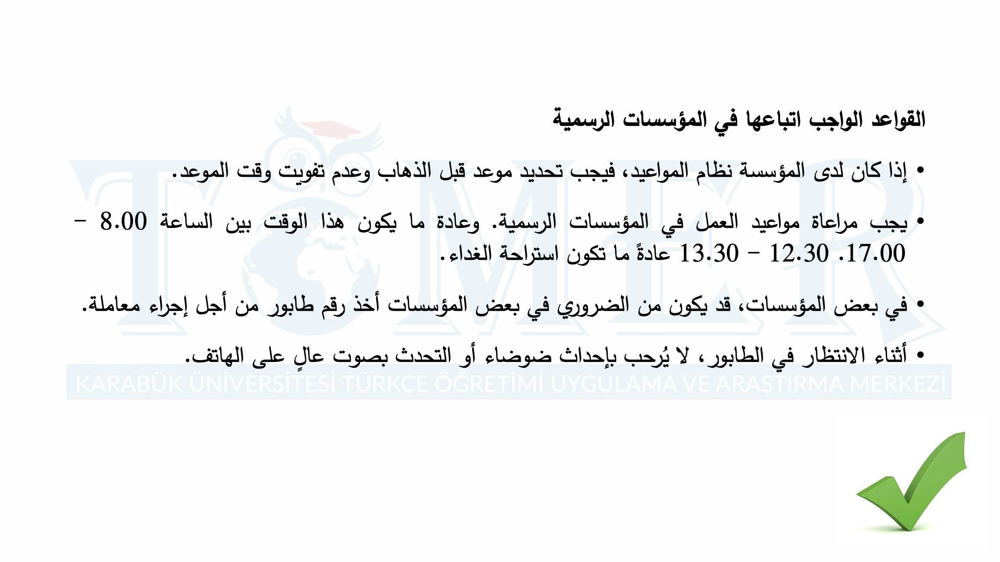 القواعد الواجب اتباعها في المؤسسات الرسمية
• إذا كان لدى المؤسسة نظام المواعيد، فيجب تحديد موعد قبل الذهاب وعدم تفويت وقت الموعد.
• يجب مراعاة مواعيد العمل في المؤسسات الرسمية. وعادة ما يكون هذا الوقت بين الساعة 8.00 –
17.00. 12.30 – 13.30 عادةً ما تكون استراحة الغداء.
• في بعض المؤسسات، قد يكون من الضروري في بعض المؤسسات أخذ رقم طابور من أجل إجراء معاملة.
• أثناء الانتظار في الطابور، لا يُرحب بإحداث ضوضاء أو التحدث بصوت عالٍ على الهاتف.
TÖMER
KARABÜK ÜNİVERSİTESİ TÜRKÇE ÖĞRETİMİ UYGULAMA VE ARAŞTIRMA MERKEZİ